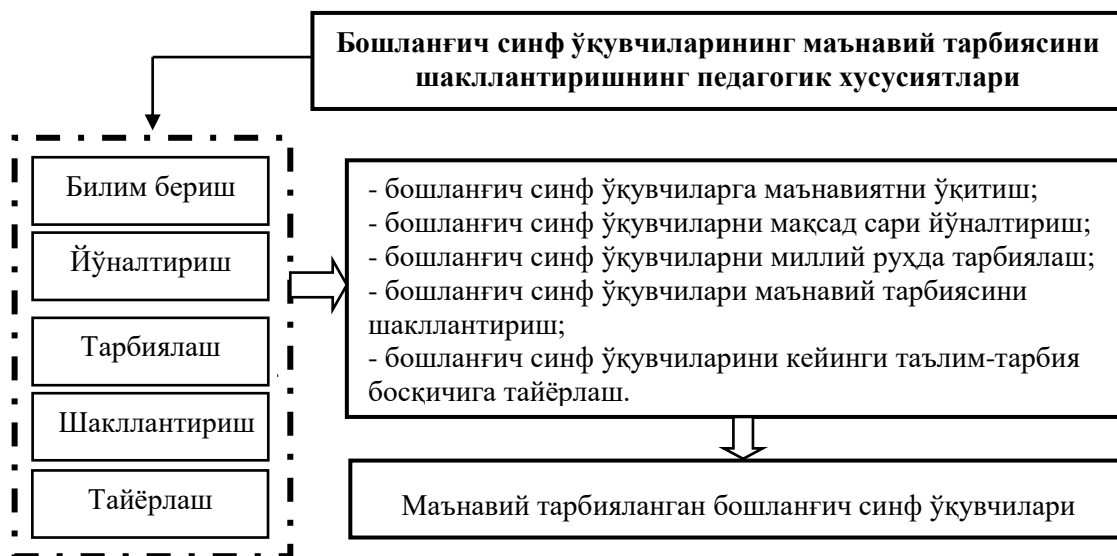 Бошланғич синф ўқувчиларининг маънавий тарбиясини
шакллантиришнинг педагогик хусусиятлари
Билим бериш
Йўналтириш
Тарбиялаш
Шакллантириш
Тайёрлаш
- бошланғич синф ўқувчиларга маънавиятни ўқитиш;
- бошланғич синф ўқувчиларни мақсад сари йўналтириш;
- бошланғич синф ўқувчиларни миллий руҳда тарбиялаш;
- бошланғич синф ўқувчилари маънавий тарбиясини
шакллантириш;
- бошланғич синф ўқувчиларини кейинги таълим-тарбия
босқичига тайёрлаш.
Маънавий тарбияланган бошланғич синф ўқувчилари